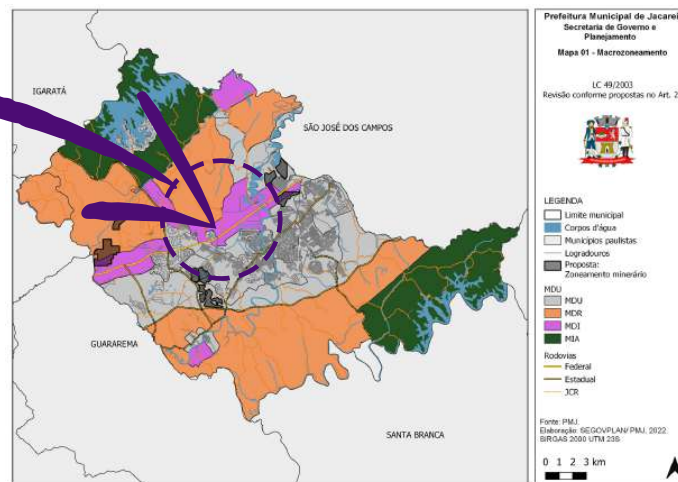 Prefeitura Municipal de Jacareí
Secretaria de Governo e
Planejamento
Mapa 01 - Macrozoneamento
LC 49/2003
Revisão conforme propostas no Art. 2
IGARATÁ
SÃO JOSÉ DOS CAMPOS
GUARAREMA
SANTA BRANCA
LEGENDA
Limite municipal
Corpos d'água
Municípios paulistas
Logradouros
Proposta:
Zoneamento minerário
MDU
MDU
MDR
MDI
MIA
Rodovias
Federal
Estadual
JCR
Fonte: PMJ.
Elaboração: SEGOVPLAN/ PMJ, 2022.
SIRGAS 2000 UTM 23S
0 1 2 3 km